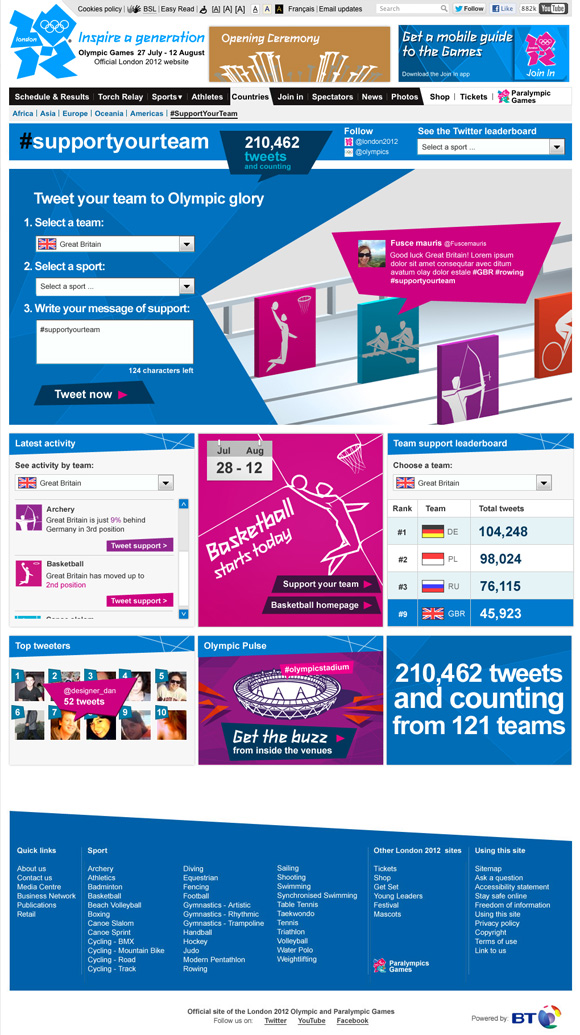 Cookies policy BSL Easy Read [A] [A] [A] A A A Français Email updates
Search
Follow Like 882k YouTube
london
Inspire a generation
Olympic Games 27 July - 12 August
Official London 2012 website
Opening Ceremony
Get a mobile guide
to the Games
Download the Join In app
Join In
Schedule & Results Torch Relay Sports▾ Athletes Countries Join in Spectators News Photos Shop Tickets Paralympic Games
Africa Asia Europe Oceania Americas #SupportYourTeam
#supportyourteam
210,462
tweets
and counting
Follow
@london2012
@olympics
See the Twitter leaderboard
Select a sport ...
Tweet your team to Olympic glory
1. Select a team:
Great Britain
2. Select a sport:
Select a sport ...
3. Write your message of support:
#supportyourteam
124 characters left
Tweet now
Fusce mauris @Fuscemauris
Good luck Great Britain! Lorem ipsum
dolor sit amet consequtar avec ditum
avatum olay dolor estale #GBR #rowing
#supportyourteam
Latest activity
See activity by team:
Great Britain
Archery
Great Britain is just 9% behind
Germany in 3rd position
Tweet support >
Basketball
Great Britain has moved up to
2nd position
Tweet support >
Jul Aug
28 - 12
Basketball
starts today
Support your team
Basketball homepage
Team support leaderboard
Choose a team:
Great Britain
Rank Team Total tweets
#1 DE 104,248
#2 PL 98,024
#3 RU 76,115
#9 GBR 45,923
Top tweeters
1 2 3 4 5
@designer_dan
52 tweets
6 7 8 9 10
Olympic Pulse
#olympicstadium
Get the buzz
from inside the venues
210,462 tweets
and counting
from 121 teams
Quick links
About us
Contact us
Media Centre
Business Network
Publications
Retail
Sport
Archery
Athletics
Badminton
Basketball
Beach Volleyball
Boxing
Canoe Slalom
Canoe Sprint
Cycling - BMX
Cycling - Mountain Bike
Cycling - Road
Cycling - Track
Diving
Equestrian
Fencing
Football
Gymnastics - Artistic
Gymnastics - Rhythmic
Gymnastics - Trampoline
Handball
Hockey
Judo
Modern Pentathlon
Rowing
Sailing
Shooting
Swimming
Synchronised Swimming
Table Tennis
Taekwondo
Tennis
Triathlon
Volleyball
Water Polo
Weightlifting
Other London 2012 sites
Tickets
Shop
Get Set
Young Leaders
Festival
Mascots
Paralympics
Games
Using this site
Sitemap
Ask a question
Accessibility statement
Stay safe online
Freedom of information
Using this site
Privacy policy
Copyright
Terms of use
Link to us
Official site of the London 2012 Olympic and Paralympic Games
Follow us on: Twitter YouTube Facebook
Powered by: BT